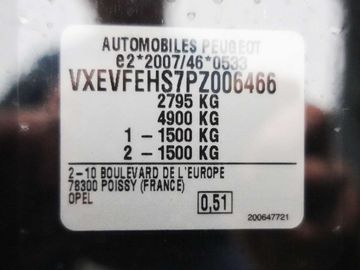 AUTOMOBILES PEUGEOT
e2*2007/46*0533
VXEVFEHS7PZ006466
2795 KG
4900 KG
1 - 1500 KG
2 - 1500 KG
2-10 BOULEVARD DE L'EUROPE
78300 POISSY (FRANCE)
OPEL
0,51
200647721